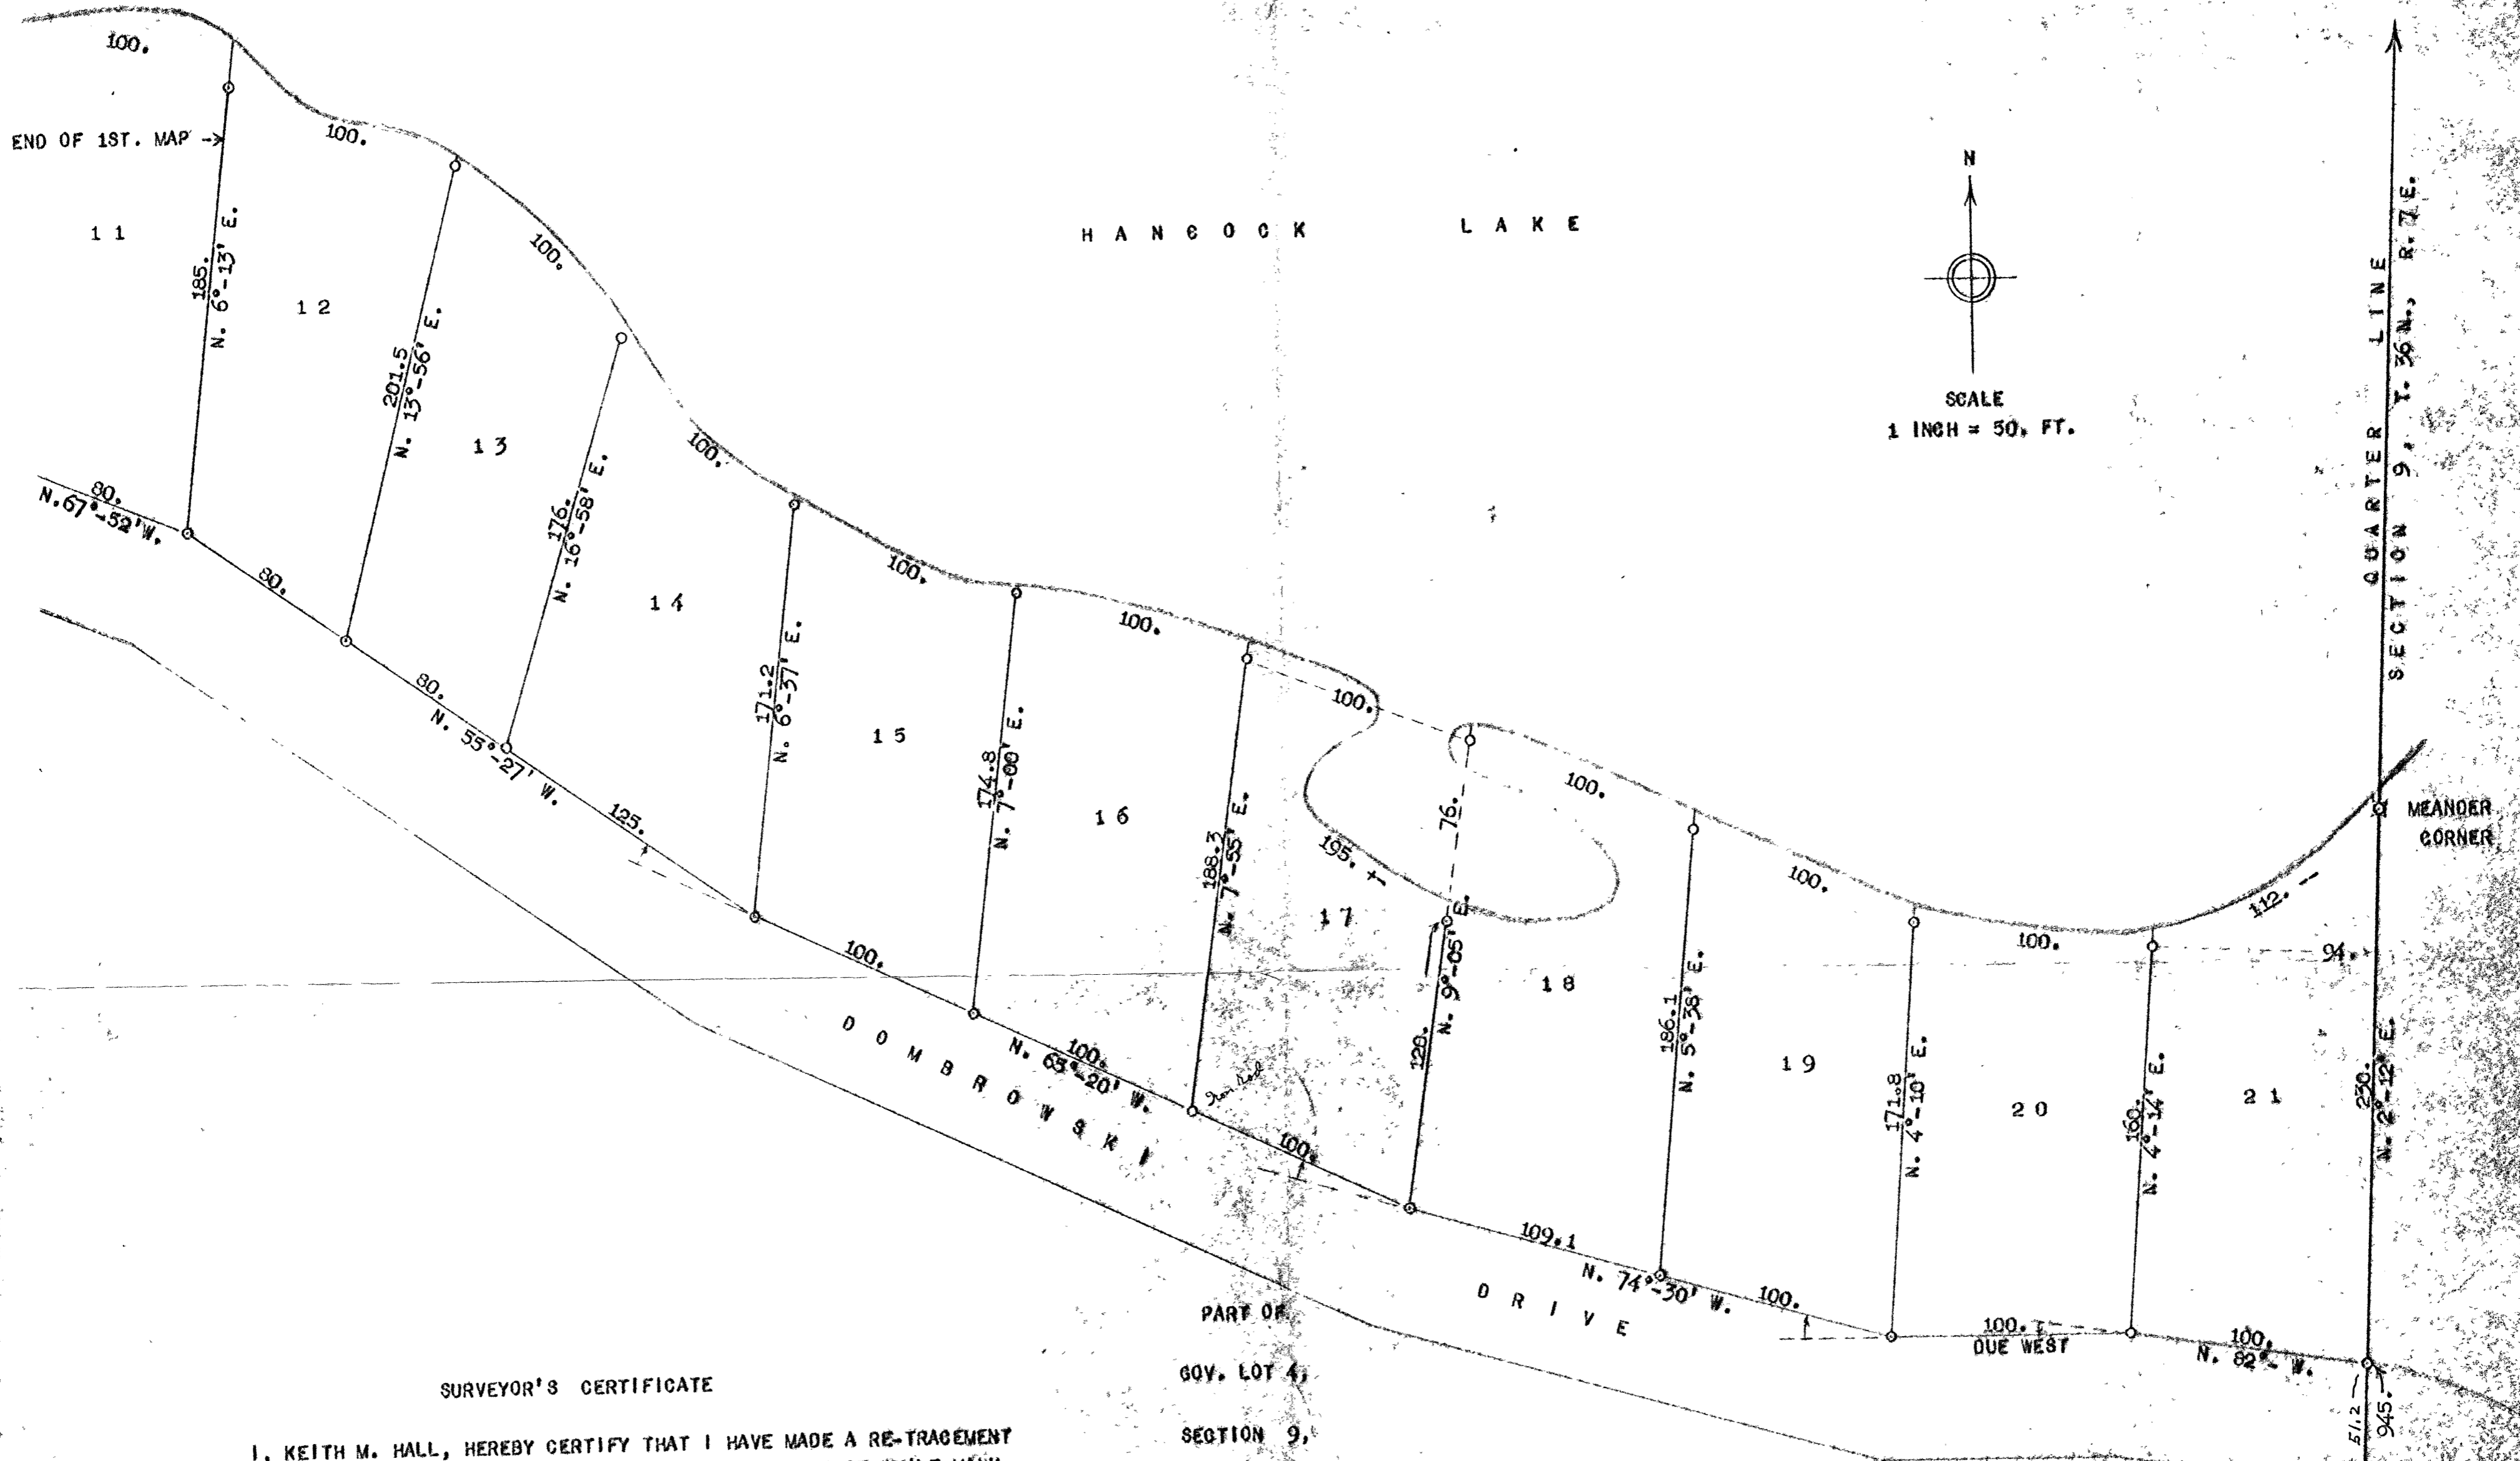 100.
END OF 1ST. MAP
100.
11
185.
N. 6°-13' E.
12
100.
201.5
N. 13°-56' E.
13
HANCOCK LAKE
N
SCALE
1 INCH = 50. FT.
QUARTER LINE
SECTION 9, T. 36 N., R. 7 E.
80.
N. 67°-52' W.
80.
176.
N. 16°-58' E.
14
100.
100.
80.
N. 55°-27' W.
125.
171.2
N. 6°-37' E.
15
100.
174.8
N. 7°-00' E.
16
100.
188.3
N. 7°-55' E.
17
195. ±
76.
100.
120.
N. 9°-05' E.
18
100.
186.1
N. 5°-38' E.
19
100.
171.8
N. 4°-10' E.
20
112.
94.±
160.
N. 4°-14' E.
21
230.
N. 2°-12' E.
MEANDER
CORNER
100.
100.
N. 65°-20' W.
Iron Rod
100.
DOMBROWSKI
DRIVE
109.1
N. 74°-30' W.
100.
100.
DUE WEST
100.
N. 82°- W.
51.2
945.
PART OF
GOV. LOT 4,
SECTION 9,
SURVEYOR'S CERTIFICATE
I, KEITH M. HALL, HEREBY CERTIFY THAT I HAVE MADE A RE-TRACEMENT